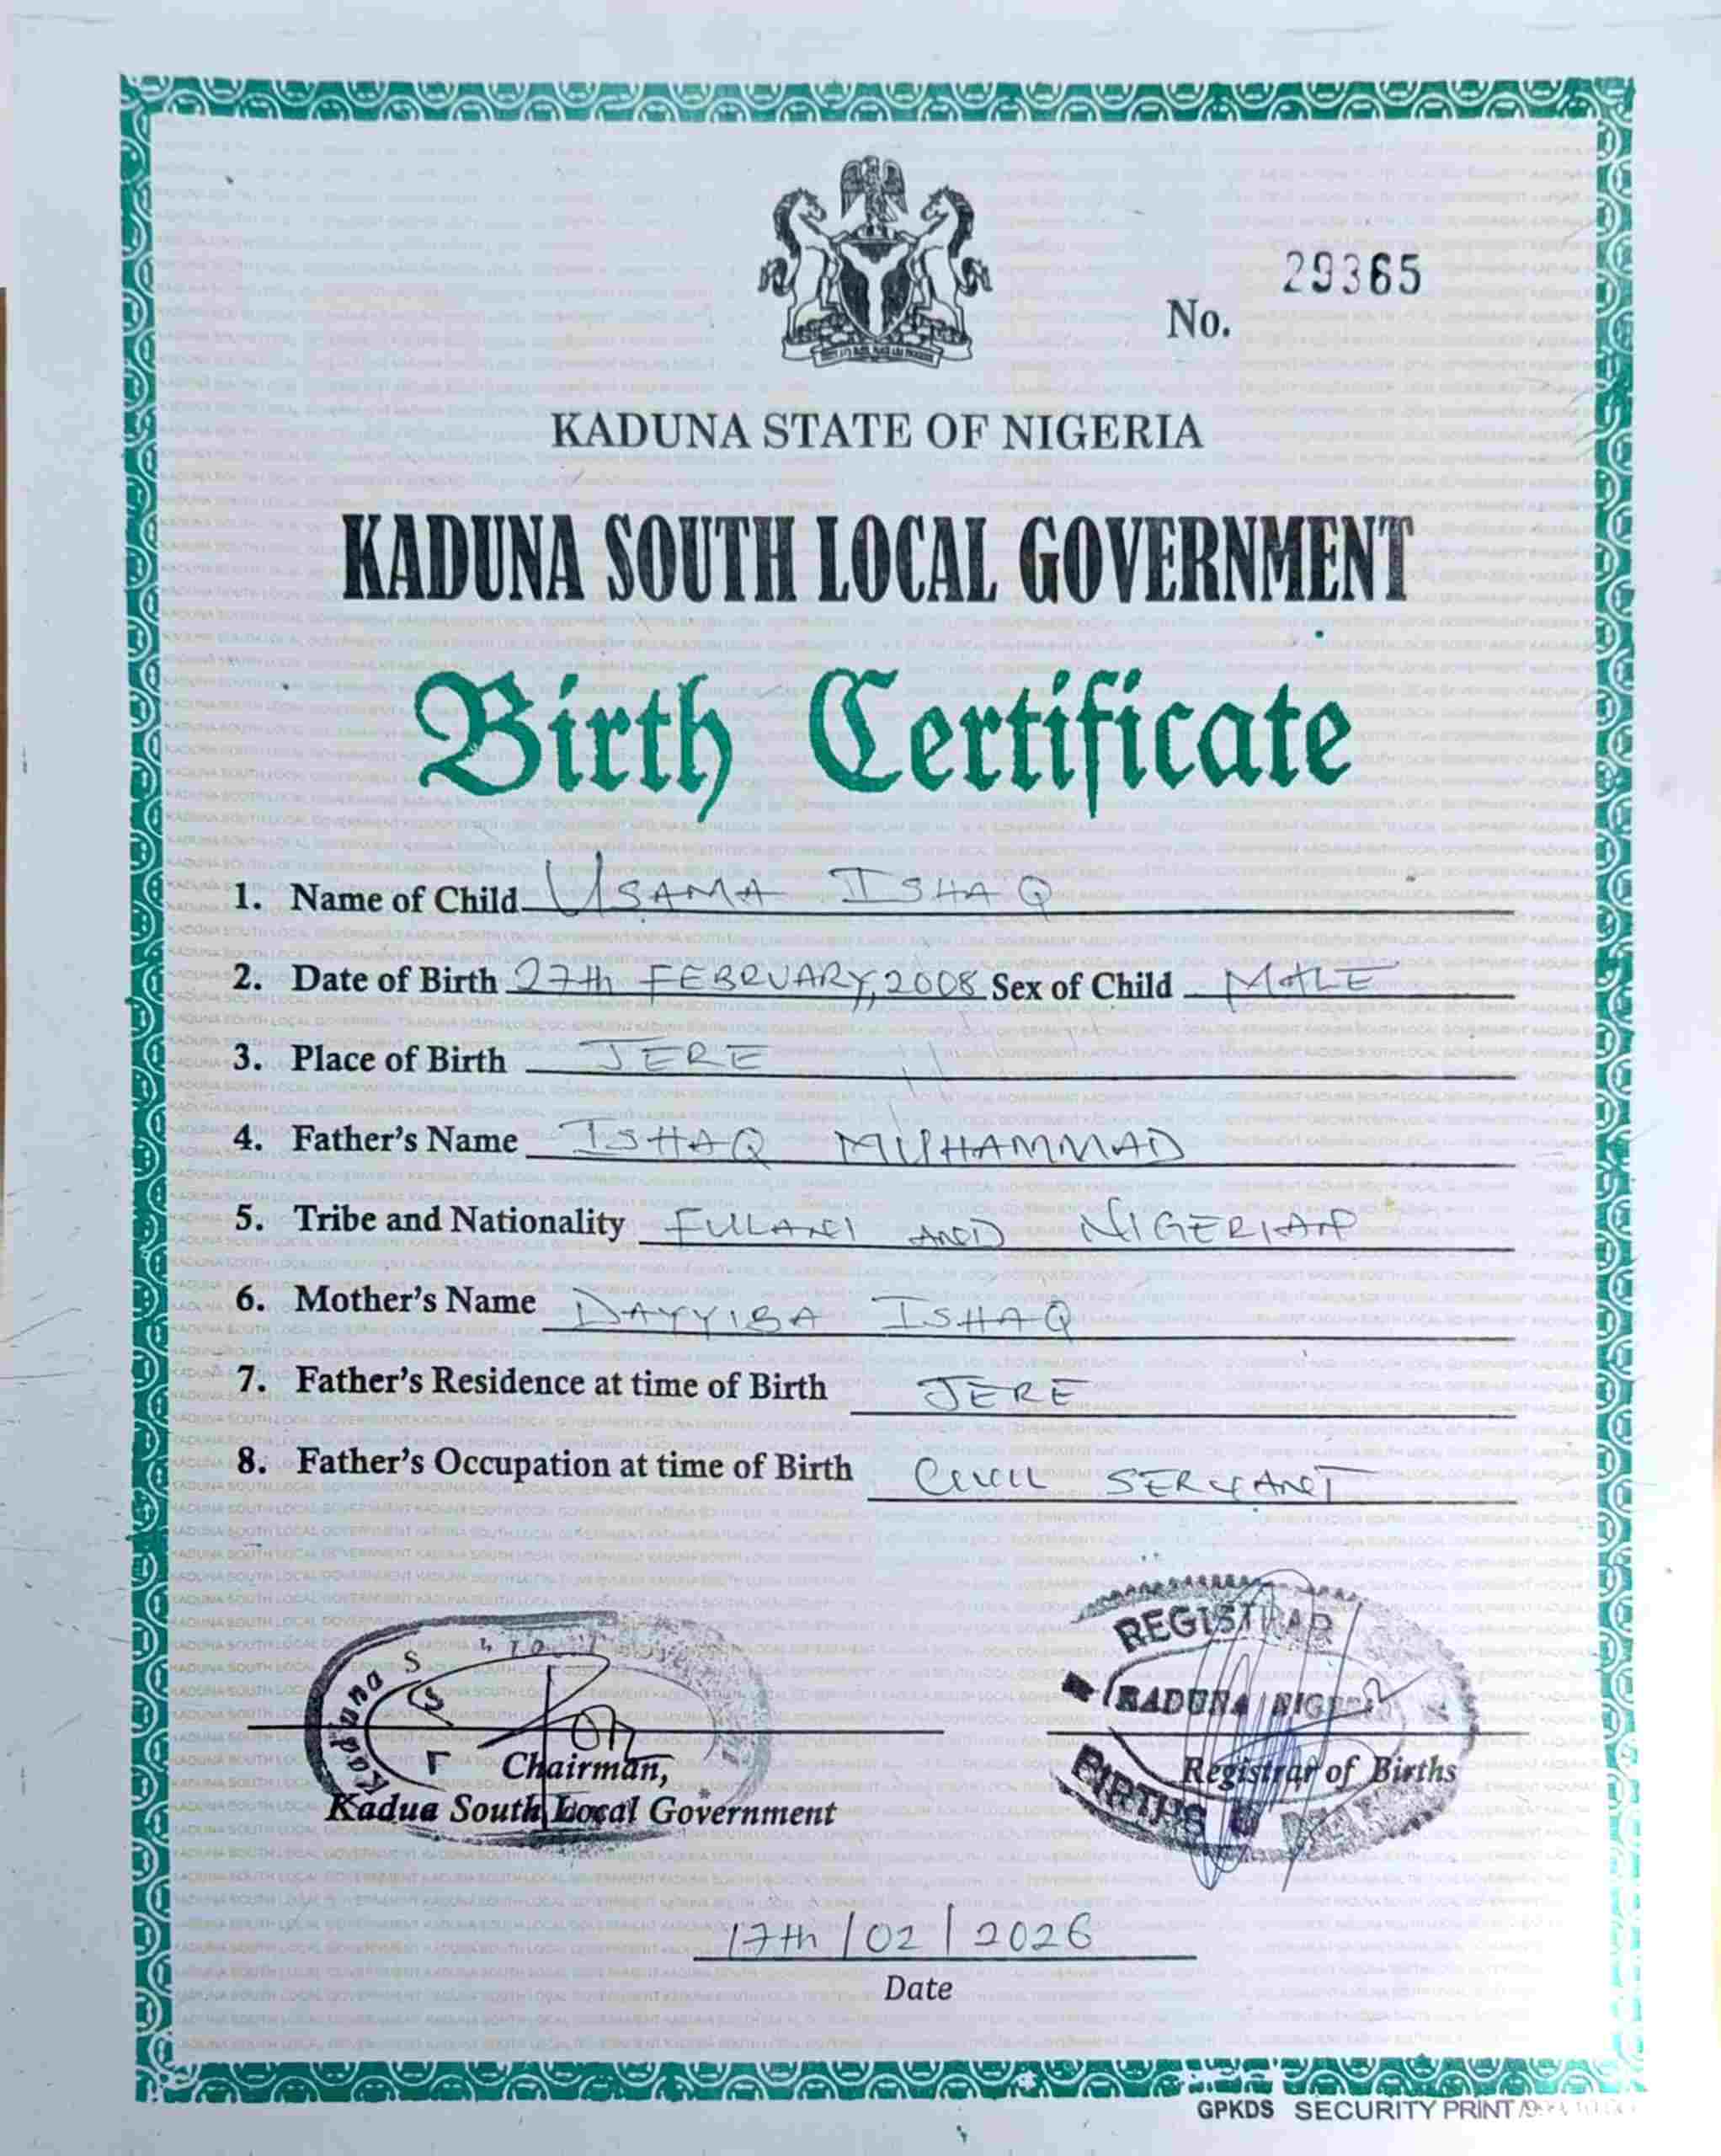 29365
No.
KADUNA STATE OF NIGERIA
KADUNA SOUTH LOCAL GOVERNMENT
Birth Certificate
1. Name of Child USAMA ISHAQ
2. Date of Birth 27th FEBRUARY, 2008 Sex of Child MALE
3. Place of Birth JERE
4. Father's Name ISHAQ MUHAMMAD
5. Tribe and Nationality FULANI AND NIGERIAN
6. Mother's Name DAYYIBA ISHAQ
7. Father's Residence at time of Birth JERE
8. Father's Occupation at time of Birth CIVIL SERVANT
Kaduna
REGISTRAR
KADUNA NIGERIA
BIRTHS
Chairman,
Kadua South Local Government
Registrar of Births
17th/02/2026
Date
GPKDS SECURITY PRINT